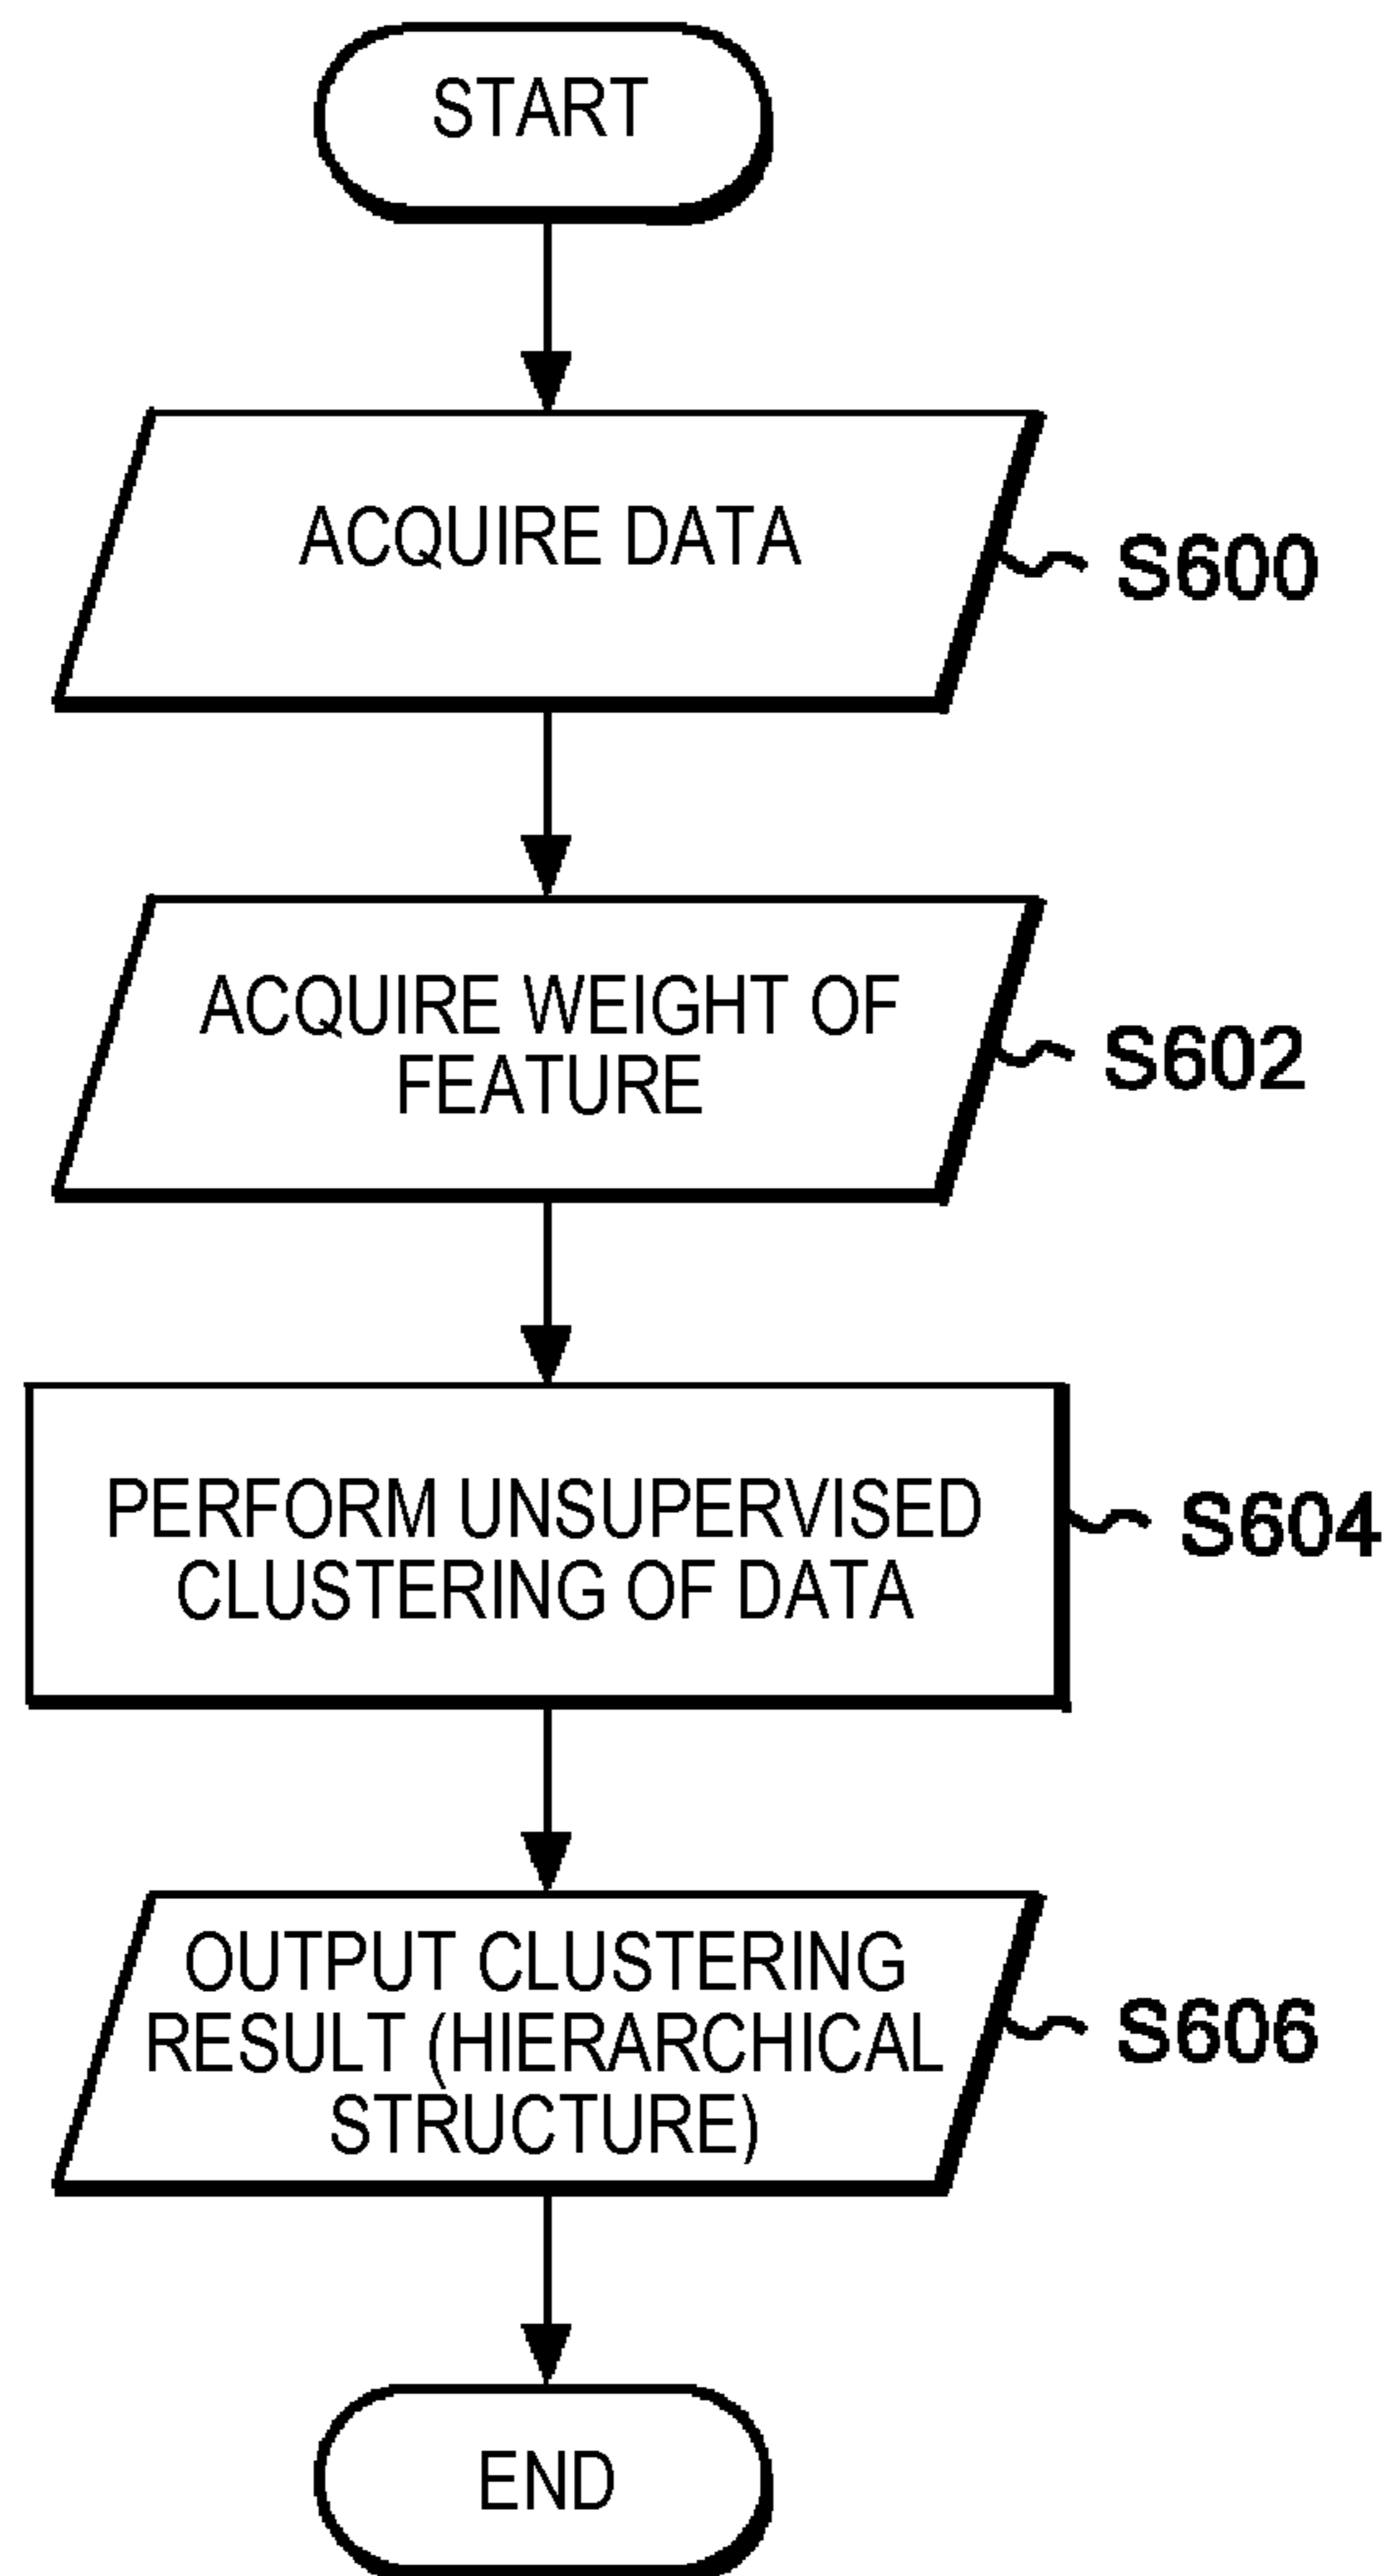 START
ACQUIRE DATA
S600
ACQUIRE WEIGHT OF
FEATURE
S602
PERFORM UNSUPERVISED
CLUSTERING OF DATA
S604
OUTPUT CLUSTERING
RESULT (HIERARCHICAL
STRUCTURE)
S606
END